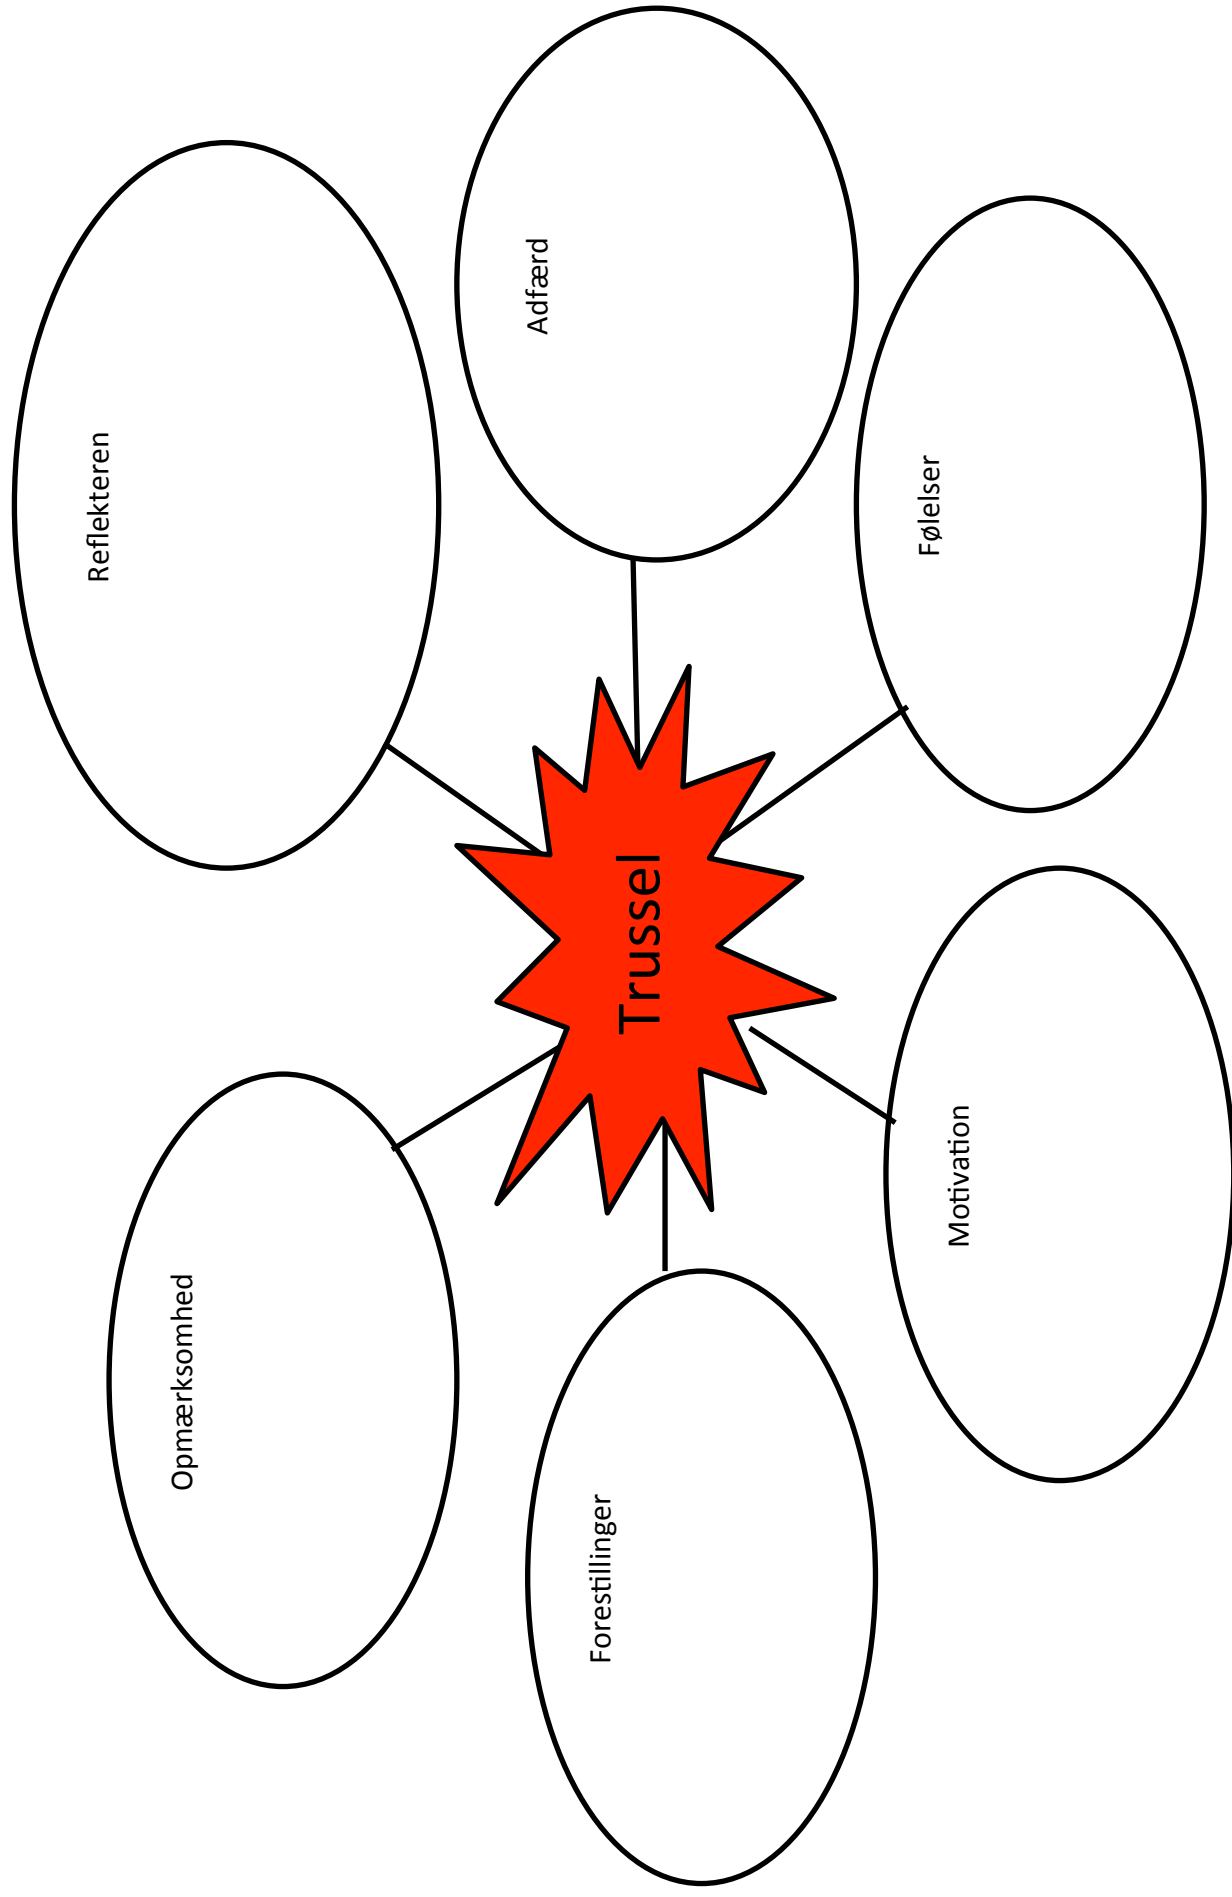 Opmærksomhed
Reflekteren
Forestillinger
Trussel
Adfærd
Motivation
Følelser